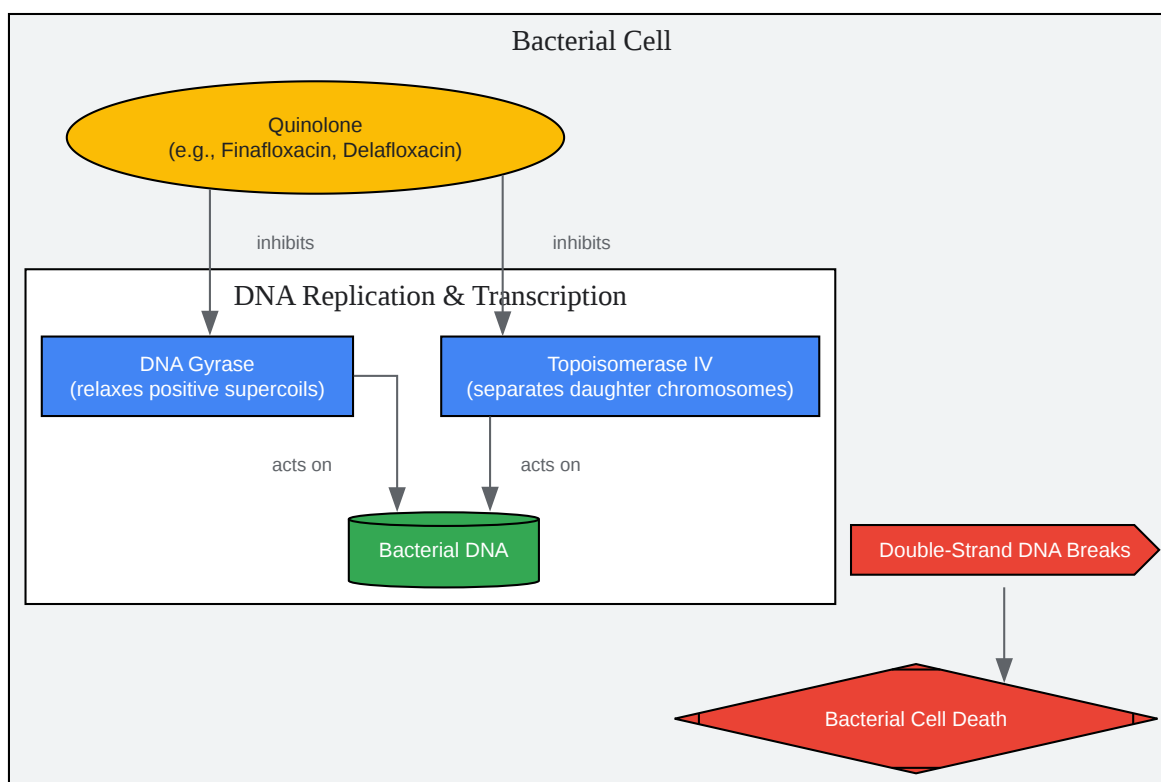 Bacterial Cell
Quinolone
(e.g., Finafloxacin, Delafloxacin)
inhibits
inhibits
DNA Replication & Transcription
DNA Gyrase
(relaxes positive supercoils)
Topoisomerase IV
(separates daughter chromosomes)
acts on
acts on
Bacterial DNA
Double-Strand DNA Breaks
Bacterial Cell Death